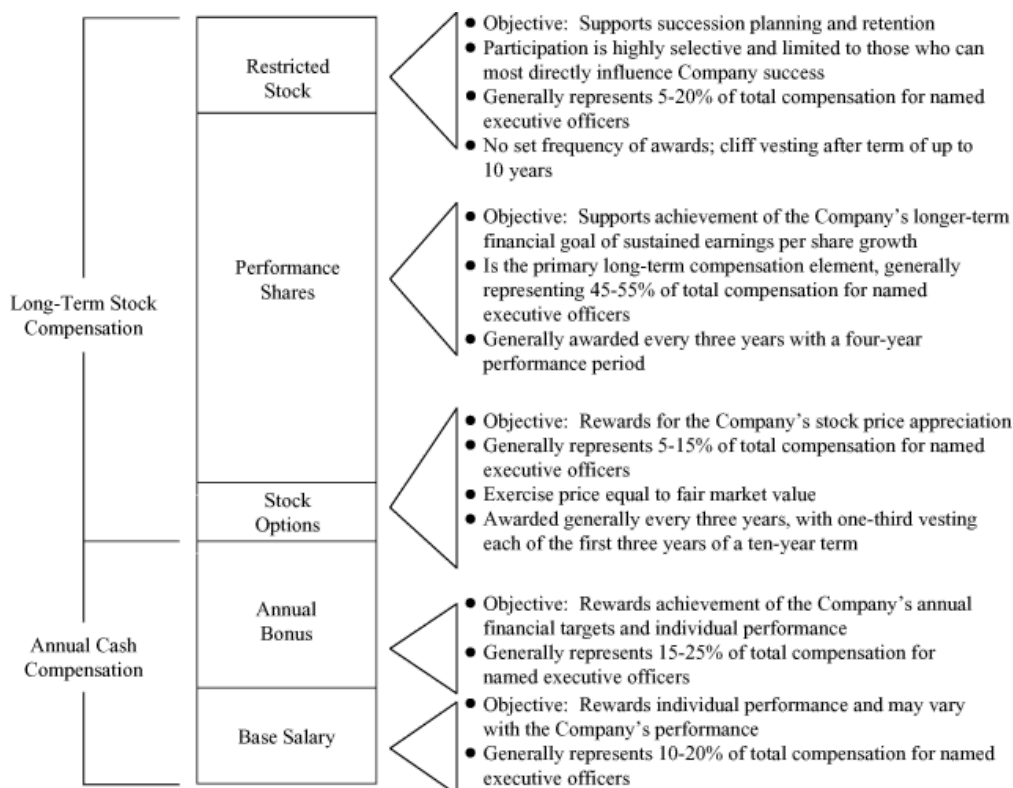 ● Objective: Supports succession planning and retention
● Participation is highly selective and limited to those who can
most directly influence Company success
● Generally represents 5-20% of total compensation for named
executive officers
● No set frequency of awards; cliff vesting after term of up to
10 years
Restricted
Stock
● Objective: Supports achievement of the Company's longer-term
financial goal of sustained earnings per share growth
● Is the primary long-term compensation element, generally
representing 45-55% of total compensation for named
executive officers
● Generally awarded every three years with a four-year
performance period
Performance
Shares
Long-Term Stock
Compensation
● Objective: Rewards for the Company's stock price appreciation
● Generally represents 5-15% of total compensation for named
executive officers
● Exercise price equal to fair market value
● Awarded generally every three years, with one-third vesting
each of the first three years of a ten-year term
Stock
Options
● Objective: Rewards achievement of the Company's annual
financial targets and individual performance
● Generally represents 15-25% of total compensation for
named executive officers
Annual
Bonus
Annual Cash
Compensation
● Objective: Rewards individual performance and may vary
with the Company's performance
● Generally represents 10-20% of total compensation for named
executive officers
Base Salary